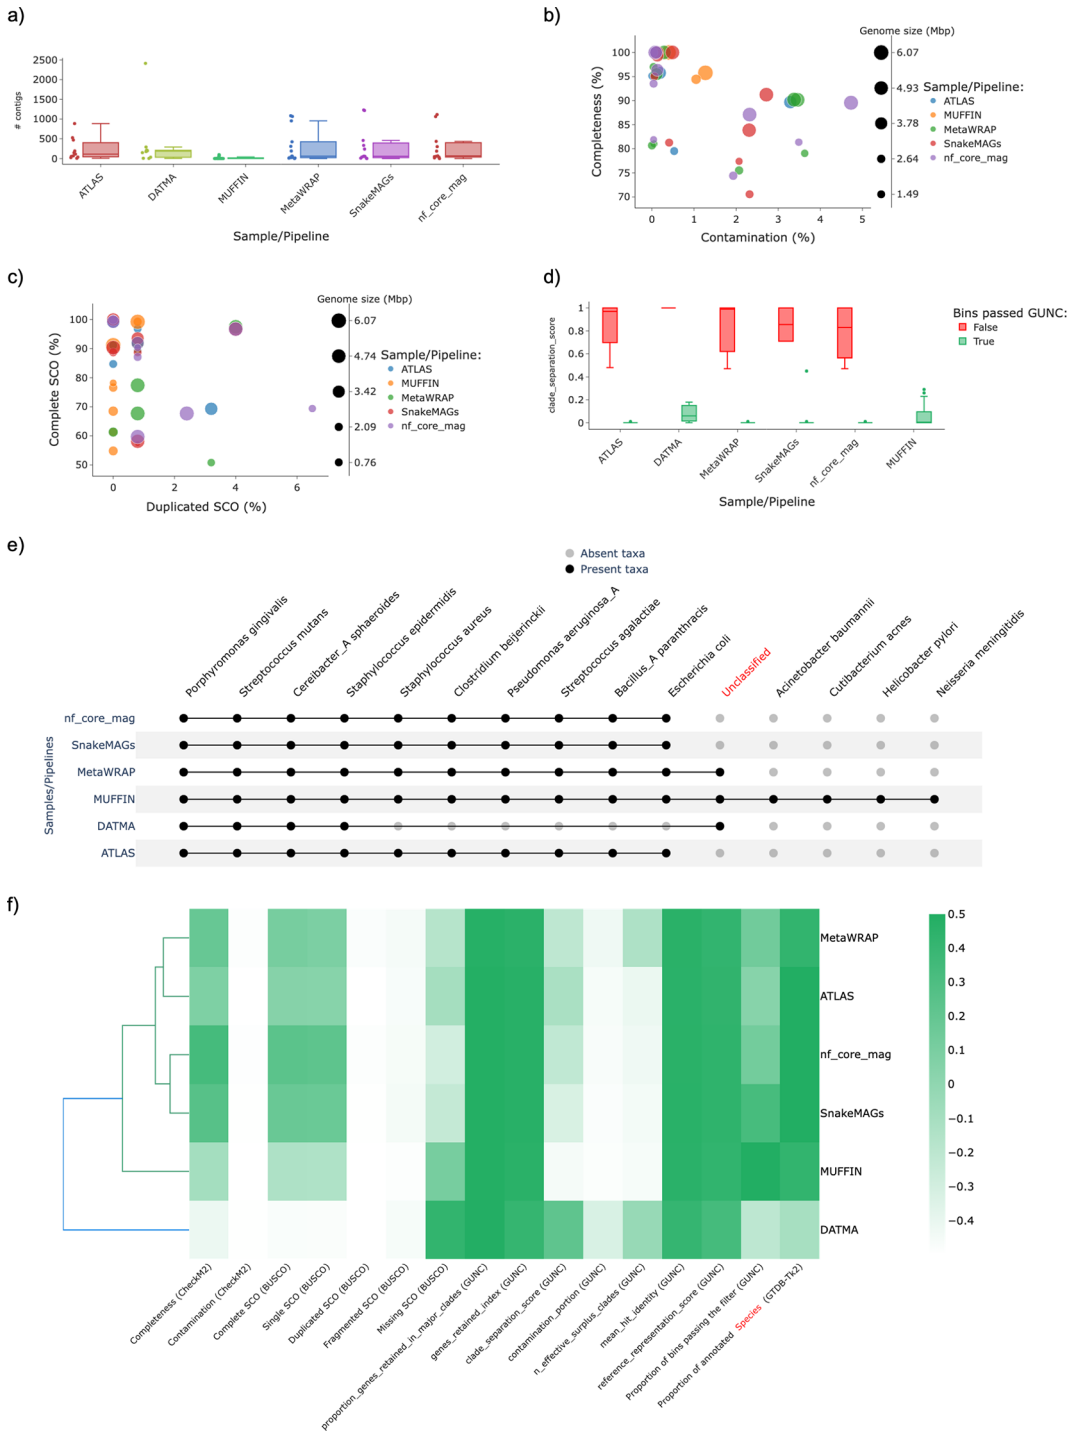 a)
2500
2000
1500
1000
500
0
# contigs
ATLAS
DATMA
MUFFIN
MetaWRAP
SnakeMAGs
nf_core_mag
Sample/Pipeline
b)
100
95
90
85
80
75
70
Completeness (%)
0
1
2
3
4
5
Contamination (%)
Genome size (Mbp)
6.07
4.93
3.78
2.64
1.49
Sample/Pipeline:
ATLAS
MUFFIN
MetaWRAP
SnakeMAGs
nf_core_mag
c)
100
90
80
70
60
50
Complete SCO (%)
0
2
4
6
Duplicated SCO (%)
Genome size (Mbp)
6.07
4.74
3.42
2.09
0.76
Sample/Pipeline:
ATLAS
MUFFIN
MetaWRAP
SnakeMAGs
nf_core_mag
d)
1
0.8
0.6
0.4
0.2
0
clade_separation_score
ATLAS
DATMA
MetaWRAP
SnakeMAGs
nf_core_mag
MUFFIN
Sample/Pipeline
Bins passed GUNC:
False
True
e)
Absent taxa
Present taxa
Porphyromonas gingivalis
Streptococcus mutans
Cereibacter_A sphaeroides
Staphylococcus epidermidis
Staphylococcus aureus
Clostridium beijerinckii
Pseudomonas aeruginosa_A
Streptococcus agalactiae
Bacillus_A paranthracis
Escherichia coli
Unclassified
Acinetobacter baumannii
Cutibacterium acnes
Helicobacter pylori
Neisseria meningitidis
Samples/Pipelines
nf_core_mag
SnakeMAGs
MetaWRAP
MUFFIN
DATMA
ATLAS
f)
MetaWRAP
ATLAS
nf_core_mag
SnakeMAGs
MUFFIN
DATMA
0.5
0.4
0.3
0.2
0.1
0
−0.1
−0.2
−0.3
−0.4
Completeness (CheckM2)
Contamination (CheckM2)
Complete SCO (BUSCO)
Single SCO (BUSCO)
Duplicated SCO (BUSCO)
Fragmented SCO (BUSCO)
Missing SCO (BUSCO)
proportion_genes_retained_in_major_clades (GUNC)
genes_retained_index (GUNC)
clade_separation_score (GUNC)
contamination_portion (GUNC)
n_effective_surplus_clades (GUNC)
mean_hit_identity (GUNC)
reference_representation_score (GUNC)
Proportion of bins passing the filter (GUNC)
Proportion of annotated Species (GTDB-Tk2)